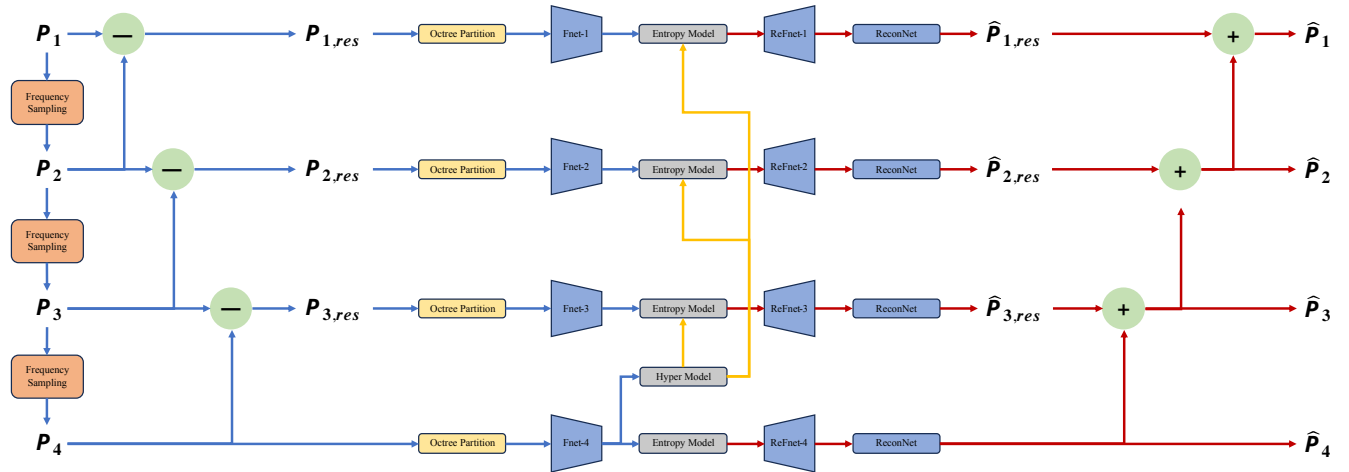 P1 − P1,res Octree Partition Fnet-1 Entropy Model ReFnet-1 ReconNet P̂1,res + P̂1
Frequency
Sampling
P2 − P2,res Octree Partition Fnet-2 Entropy Model ReFnet-2 ReconNet P̂2,res + P̂2
Frequency
Sampling
P3 − P3,res Octree Partition Fnet-3 Entropy Model ReFnet-3 ReconNet P̂3,res + P̂3
Frequency
Sampling
Hyper Model
P4 Octree Partition Fnet-4 Entropy Model ReFnet-4 ReconNet P̂4